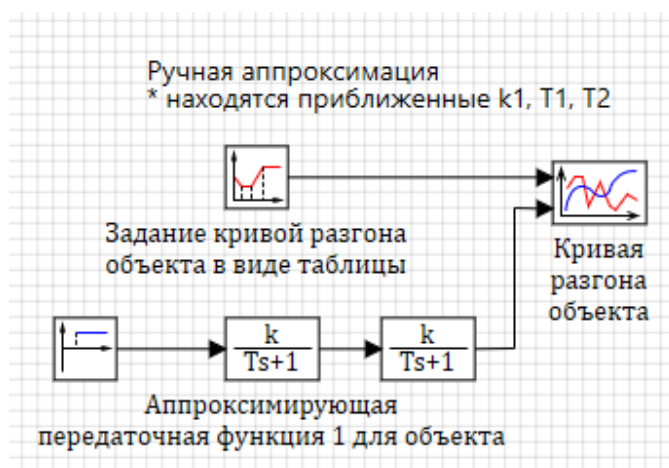 Ручная аппроксимация
* находятся приближенные k1, T1, T2
Задание кривой разгона
объекта в виде таблицы
Кривая
разгона
объекта
k
Ts+1
k
Ts+1
Аппроксимирующая
передаточная функция 1 для объекта